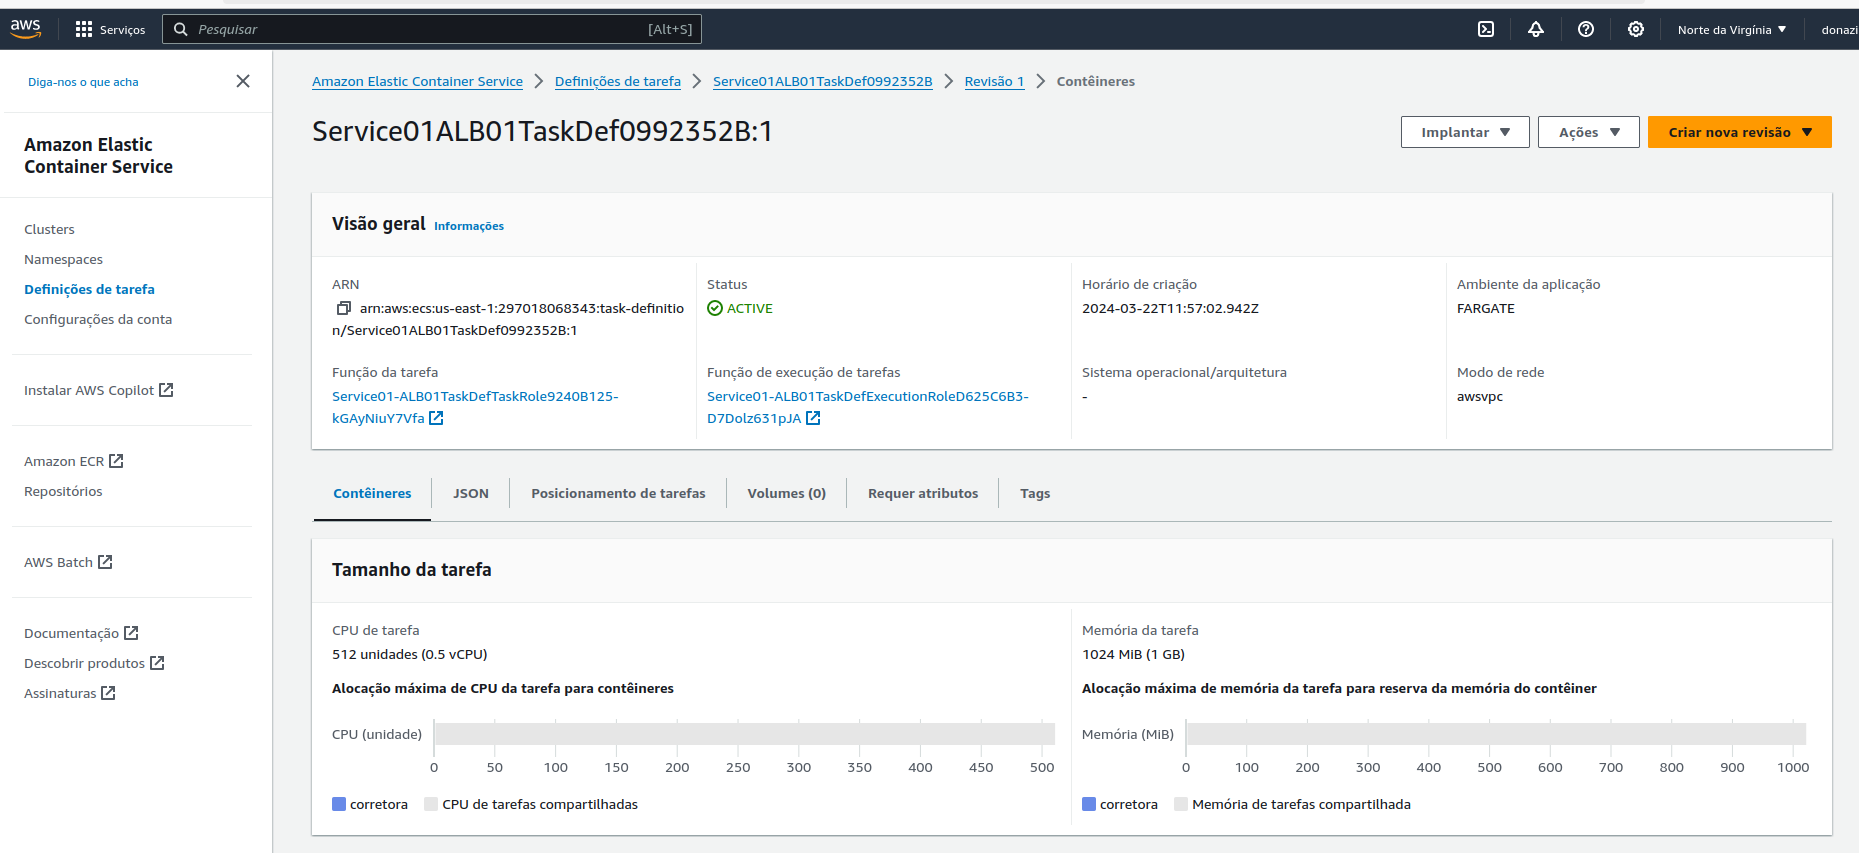 aws
Serviços
Pesquisar
[Alt+S]
Norte da Virgínia
donazi
Diga-nos o que acha
Amazon Elastic
Container Service
Clusters
Namespaces
Definições de tarefa
Configurações da conta
Instalar AWS Copilot
Amazon ECR
Repositórios
AWS Batch
Documentação
Descobrir produtos
Assinaturas
Amazon Elastic Container Service
Definições de tarefa
Service01ALB01TaskDef0992352B
Revisão 1
Contêineres
Service01ALB01TaskDef0992352B:1
Implantar
Ações
Criar nova revisão
Visão geral Informações
ARN
arn:aws:ecs:us-east-1:297018068343:task-definitio
n/Service01ALB01TaskDef0992352B:1
Status
ACTIVE
Horário de criação
2024-03-22T11:57:02.942Z
Ambiente da aplicação
FARGATE
Função da tarefa
Service01-ALB01TaskDefTaskRole9240B125-
kGAyNiuY7Vfa
Função de execução de tarefas
Service01-ALB01TaskDefExecutionRoleD625C6B3-
D7Dolz631pJA
Sistema operacional/arquitetura
-
Modo de rede
awsvpc
Contêineres
JSON
Posicionamento de tarefas
Volumes (0)
Requer atributos
Tags
Tamanho da tarefa
CPU de tarefa
512 unidades (0.5 vCPU)
Alocação máxima de CPU da tarefa para contêineres
CPU (unidade)
0 50 100 150 200 250 300 350 400 450 500
corretora CPU de tarefas compartilhadas
Memória da tarefa
1024 MiB (1 GB)
Alocação máxima de memória da tarefa para reserva da memória do contêiner
Memória (MiB)
0 100 200 300 400 500 600 700 800 900 1000
corretora Memória de tarefas compartilhada